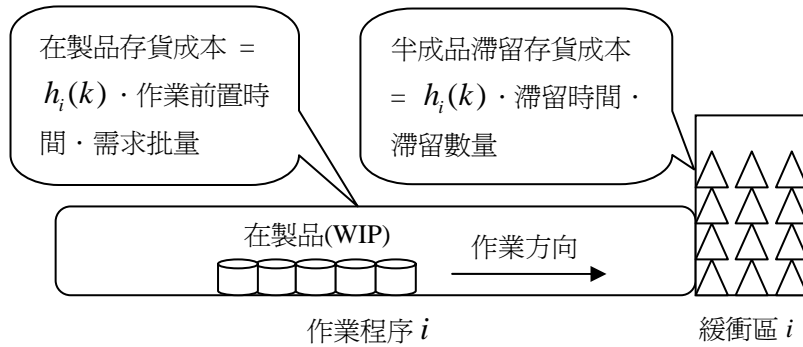 在製品存貨成本 =
h_i(k)·作業前置時
間·需求批量
半成品滯留存貨成本
= h_i(k)·滯留時間·
滯留數量
在製品(WIP)
作業方向
作業程序 i
緩衝區 i